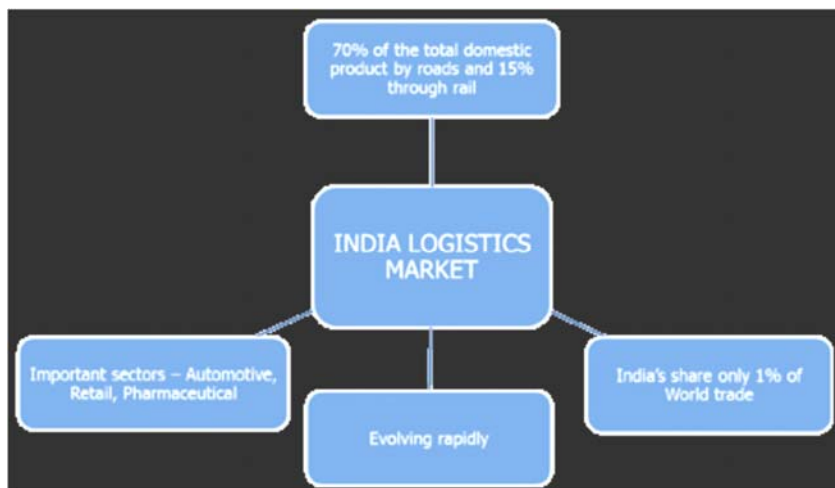 70% of the total domestic
product by roads and 15%
through rail
INDIA LOGISTICS
MARKET
Important sectors – Automotive,
Retail, Pharmaceutical
Evolving rapidly
India's share only 1% of
World trade